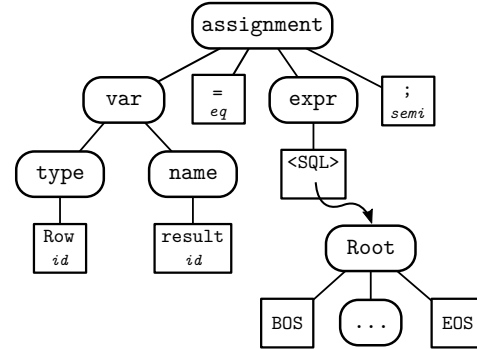 assignment
var
=
eq
expr
;
semi
type
name
<SQL>
Row
id
result
id
Root
BOS
...
EOS